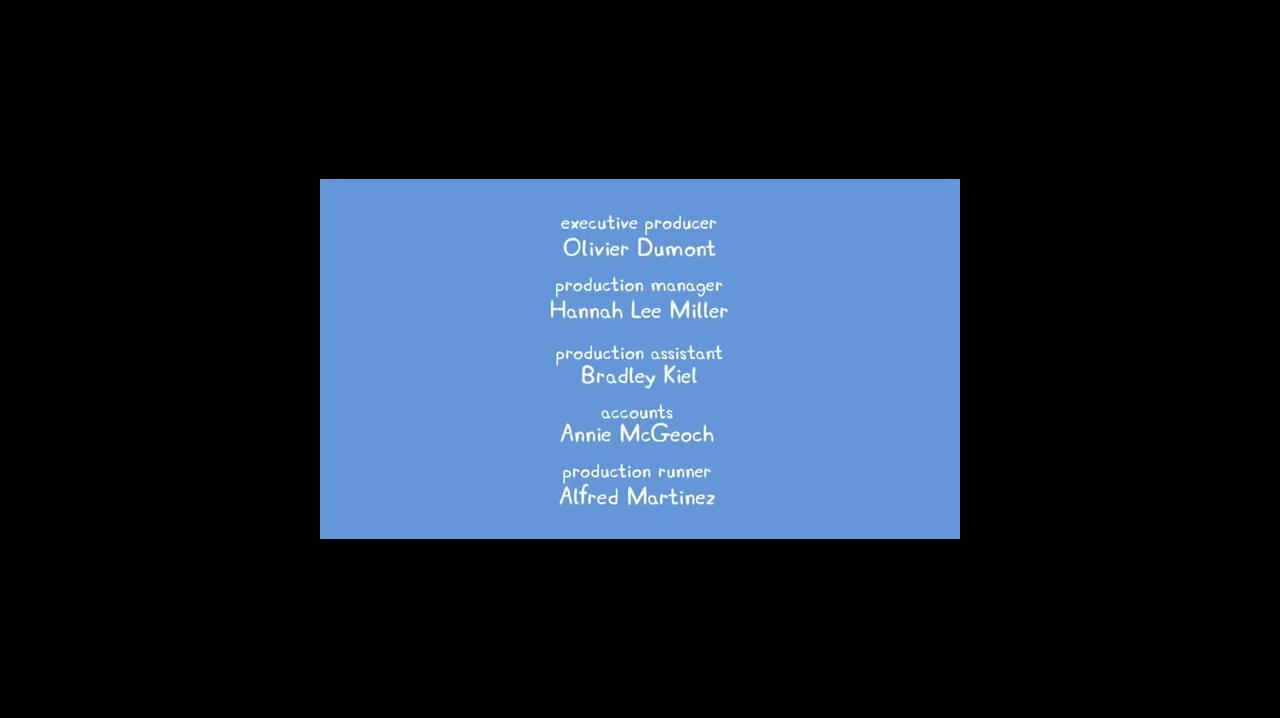 executive producer
Olivier Dumont
production manager
Hannah Lee Miller
production assistant
Bradley Kiel
accounts
Annie McGeoch
production runner
Alfred Martinez